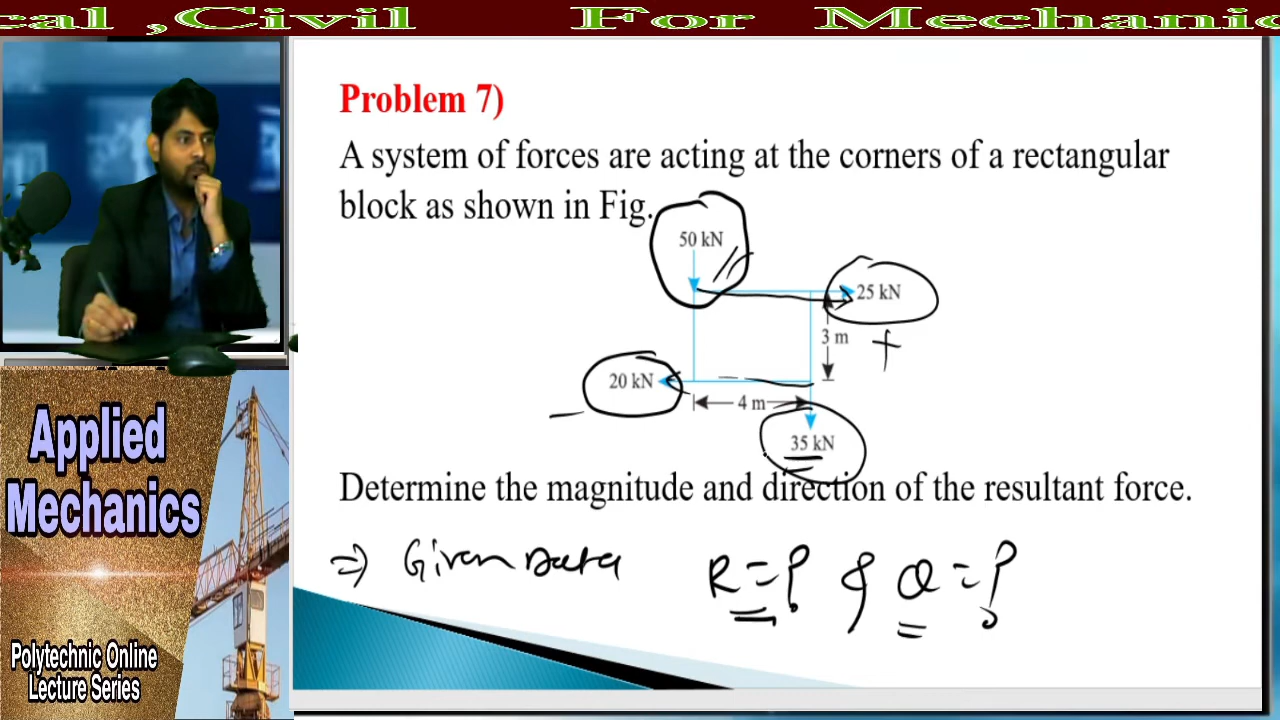 cal ,Civil For Mechanic
Problem 7)
A system of forces are acting at the corners of a rectangular
block as shown in Fig.
50 kN
25 kN
3 m +
20 kN
4 m
35 kN
Determine the magnitude and direction of the resultant force.
⇒ Given Data R=? & Q=?
Applied
Mechanics
Polytechnic Online
Lecture Series